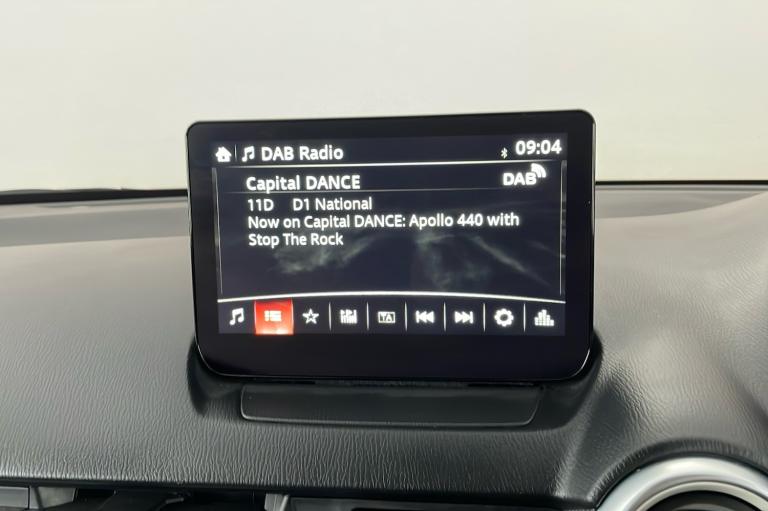 DAB Radio 09:04
Capital DANCE DAB
11D D1 National
Now on Capital DANCE: Apollo 440 with
Stop The Rock
TA